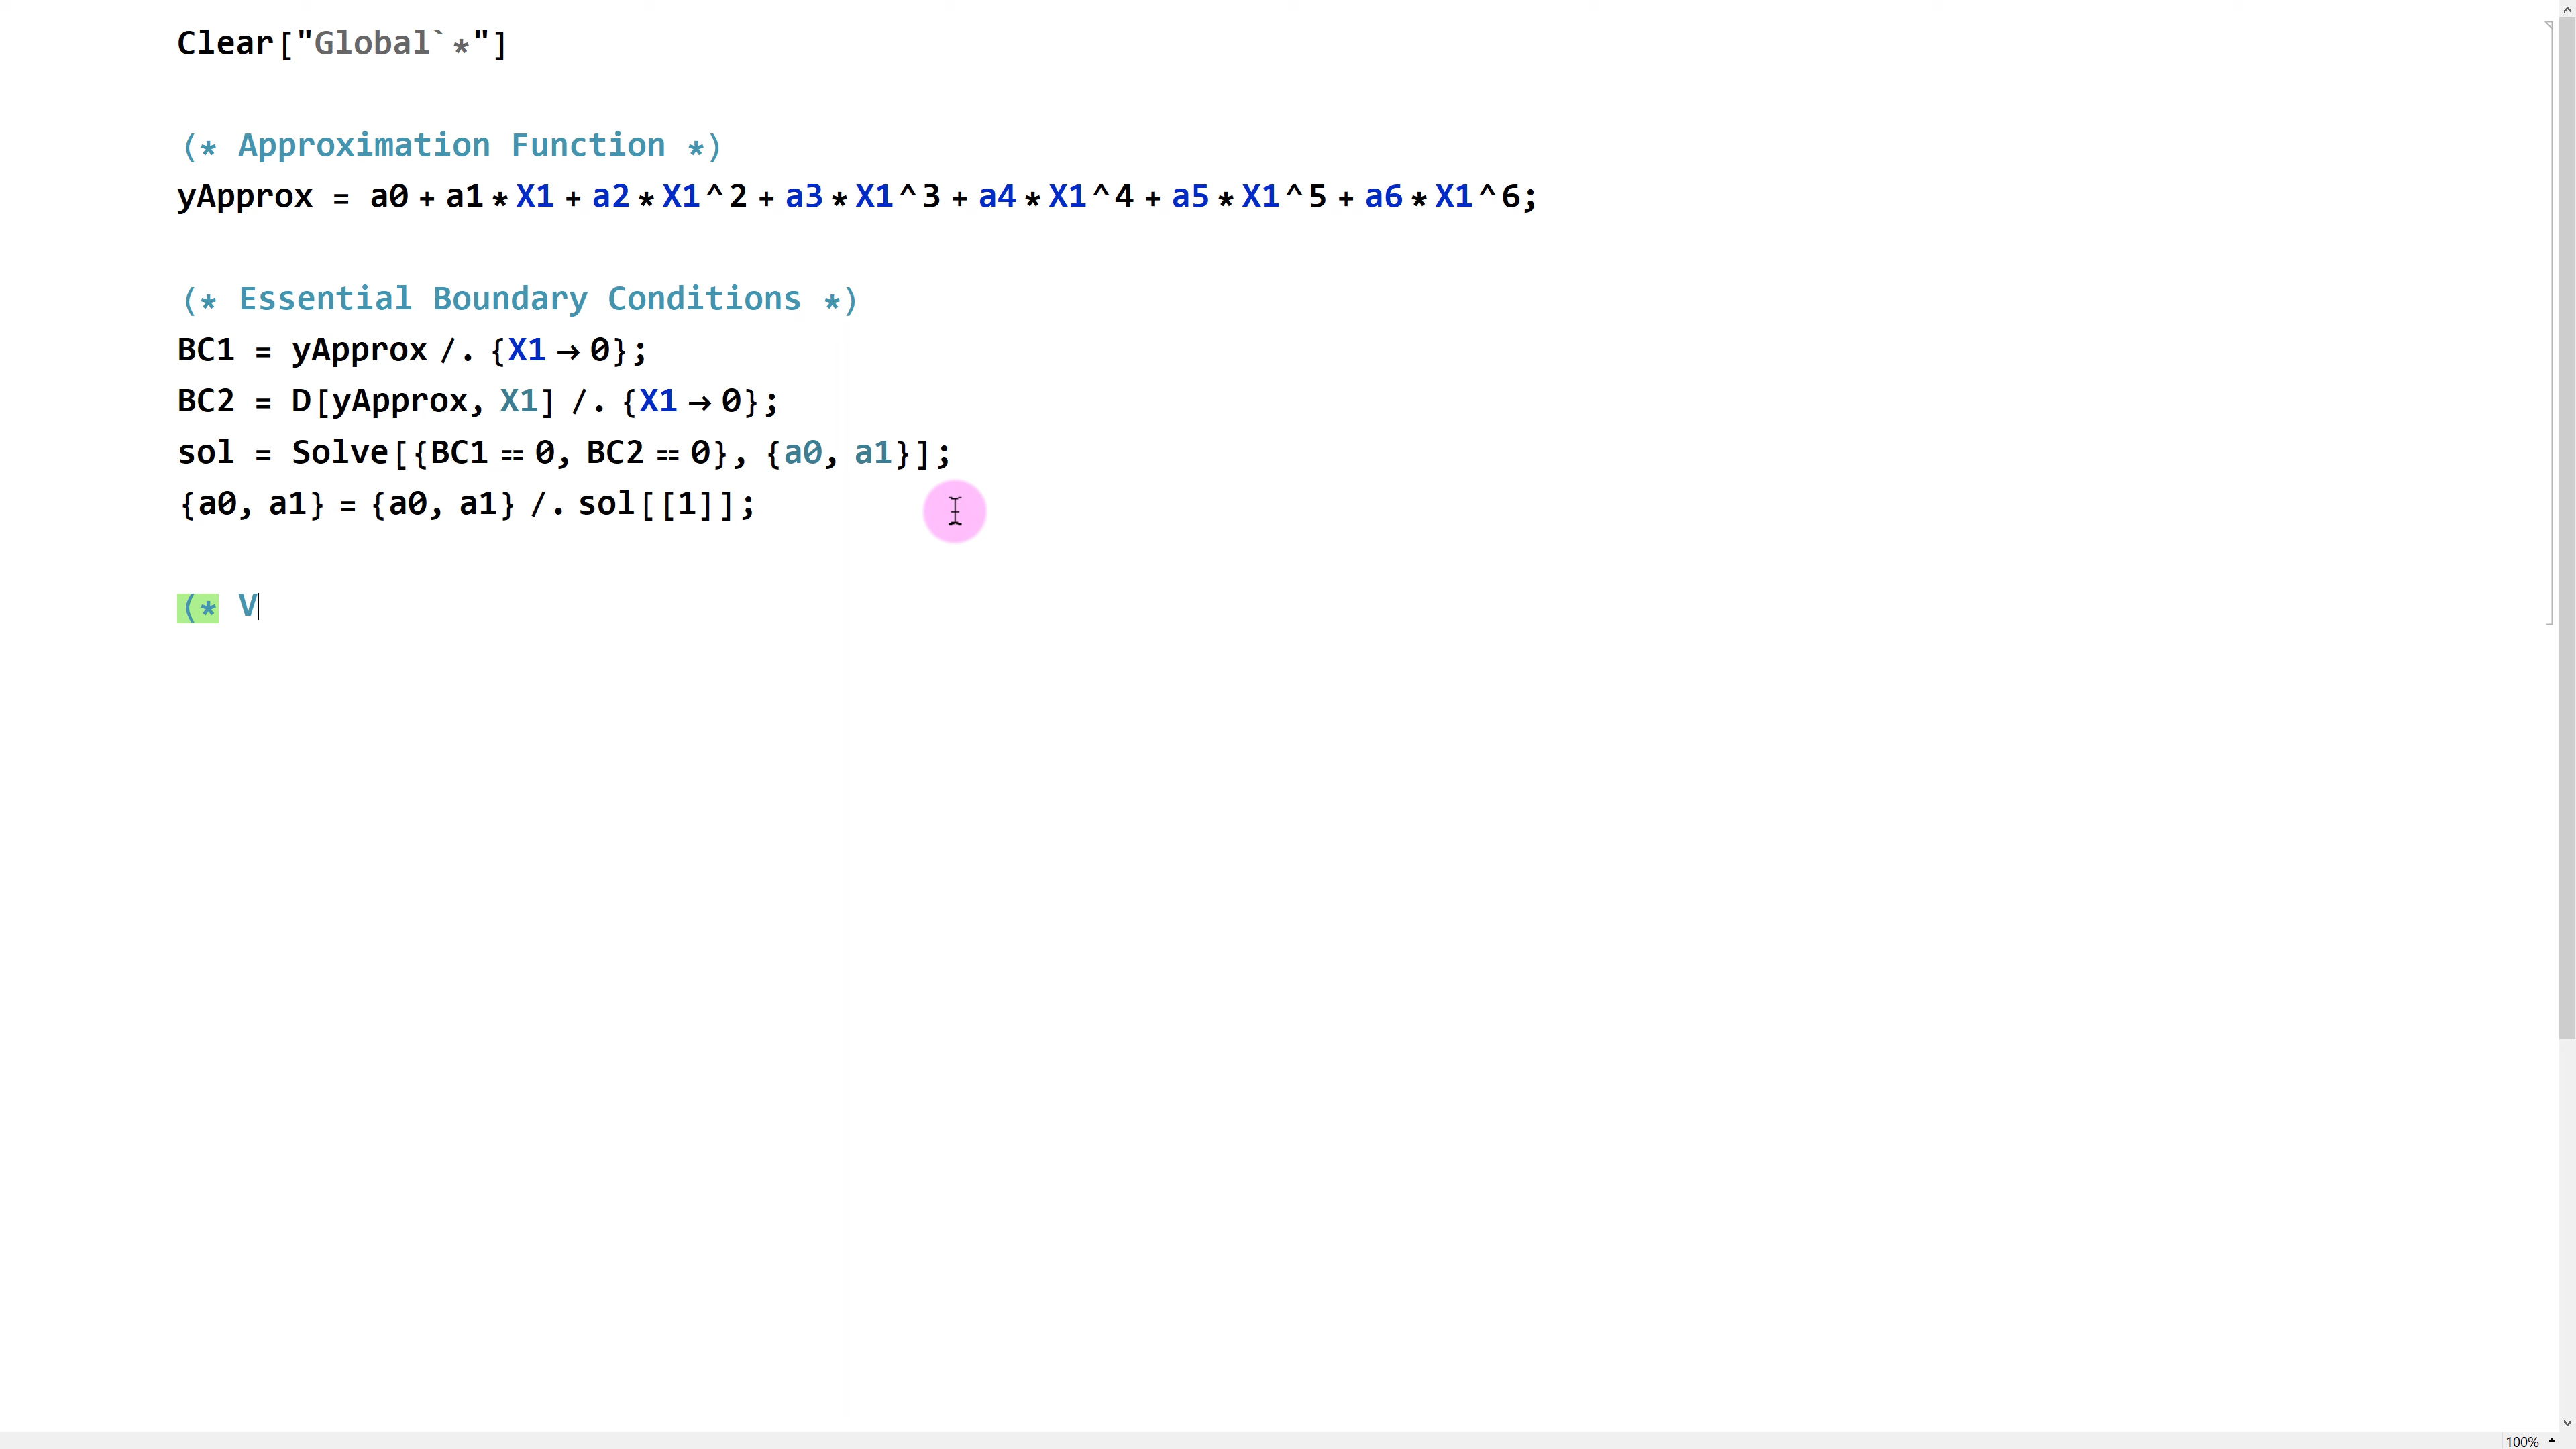 Clear["Global`*"]
(* Approximation Function *)
yApprox = a0 + a1 * X1 + a2 * X1^2 + a3 * X1^3 + a4 * X1^4 + a5 * X1^5 + a6 * X1^6;
(* Essential Boundary Conditions *)
BC1 = yApprox /. {X1 → 0};
BC2 = D[yApprox, X1] /. {X1 → 0};
sol = Solve[{BC1 == 0, BC2 == 0}, {a0, a1}];
{a0, a1} = {a0, a1} /. sol[[1]];
(* V
100%